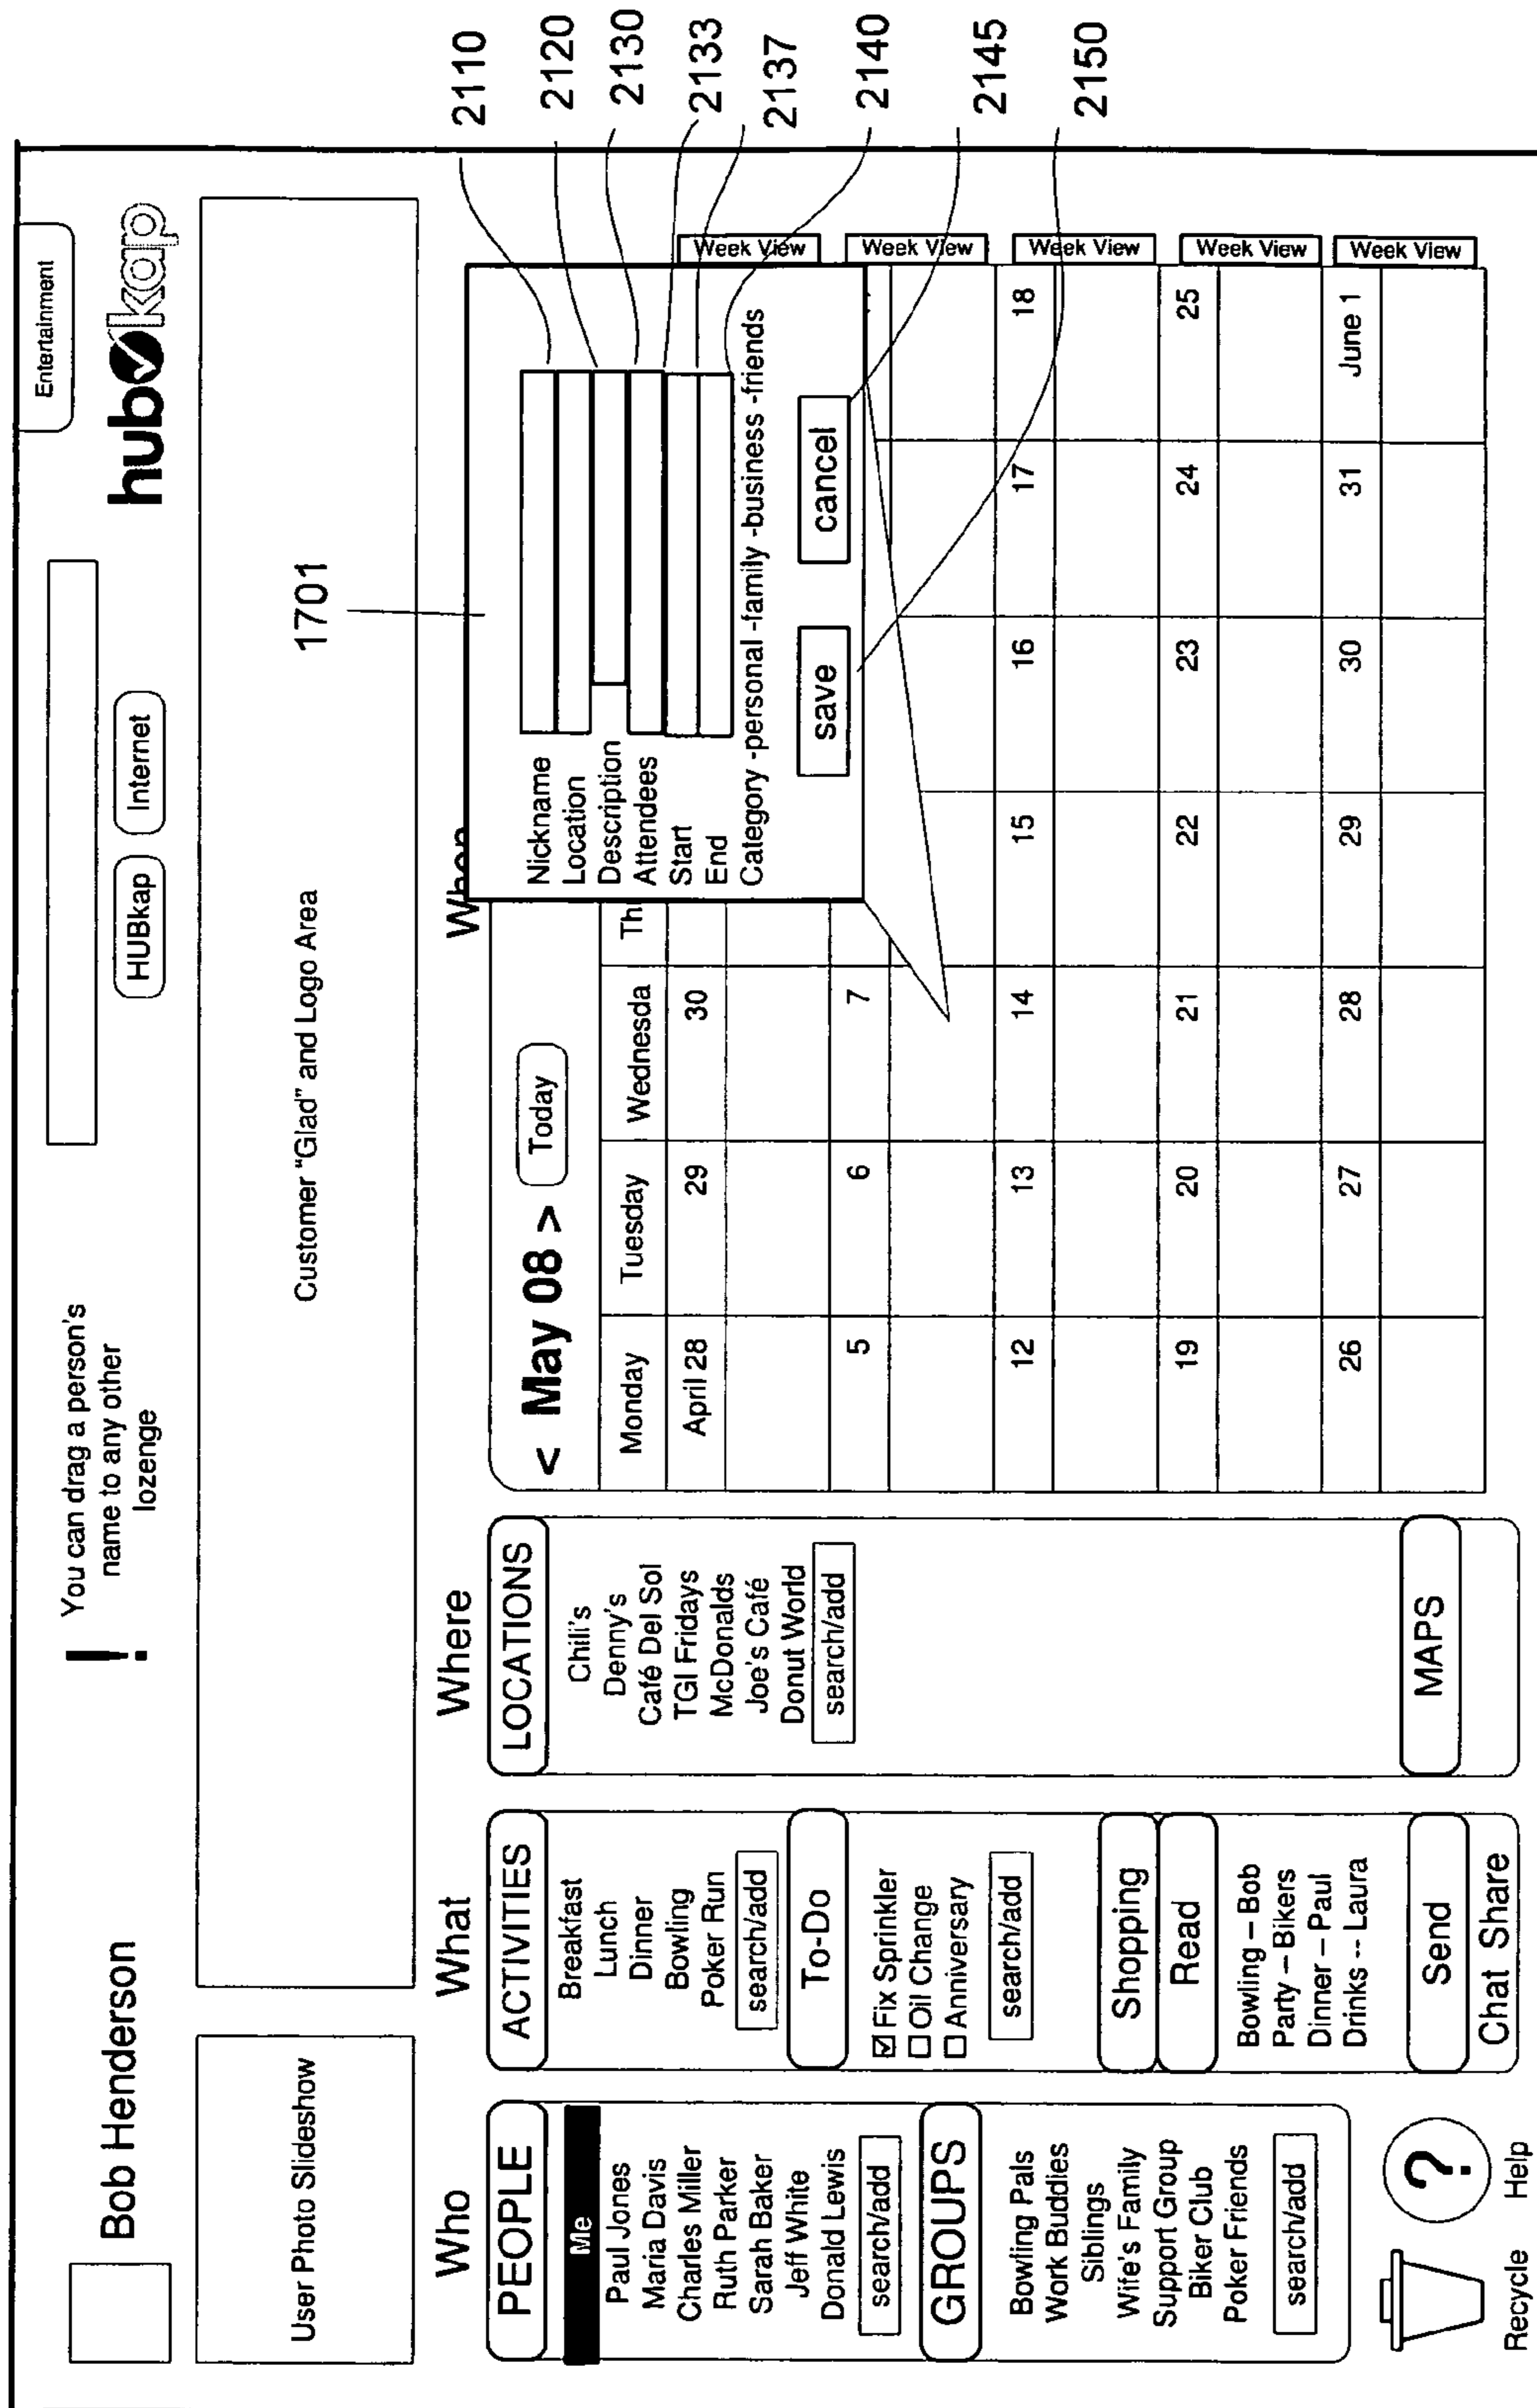 Entertainment
Bob Henderson
! You can drag a person's
name to any other
lozenge
HUBkap
Internet
hub kap
User Photo Slideshow
Customer "Glad" and Logo Area
1701
Who
What
Where
When
PEOPLE
Me
Paul Jones
Maria Davis
Charles Miller
Ruth Parker
Sarah Baker
Jeff White
Donald Lewis
search/add
GROUPS
Bowling Pals
Work Buddies
Siblings
Wife's Family
Support Group
Biker Club
Poker Friends
search/add
?
Recycle
Help
ACTIVITIES
Breakfast
Lunch
Dinner
Bowling
Poker Run
search/add
To-Do
☑ Fix Sprinkler
☐ Oil Change
☐ Anniversary
search/add
Shopping
Read
Bowling – Bob
Party – Bikers
Dinner – Paul
Drinks -- Laura
Send
Chat Share
LOCATIONS
Chili's
Denny's
Café Del Sol
TGI Fridays
McDonalds
Joe's Café
Donut World
search/add
MAPS
< May 08 > Today
Monday Tuesday Wednesda Th
April 28 29 30 Week View
5 6 7 Week View
12 13 14 15 16 17 18 Week View
19 20 21 22 23 24 25 Week View
26 27 28 29 30 31 June 1 Week View
Nickname
Location
Description
Attendees
Start
End
Category -personal -family -business -friends
save
cancel
2110
2120
2130
2133
2137
2140
2145
2150